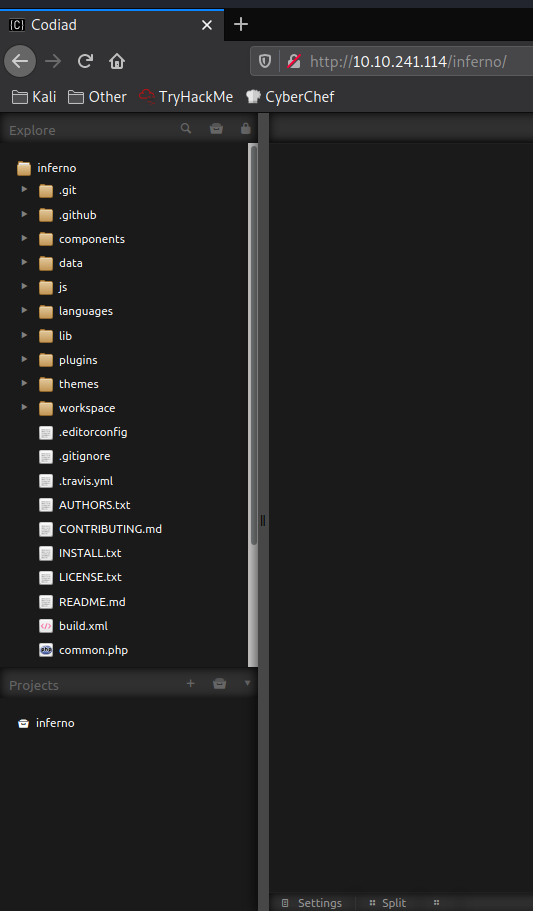 {C} Codiad
http://10.10.241.114/inferno/
Kali Other TryHackMe CyberChef
Explore
inferno
.git
.github
components
data
js
languages
lib
plugins
themes
workspace
.editorconfig
.gitignore
.travis.yml
AUTHORS.txt
CONTRIBUTING.md
INSTALL.txt
LICENSE.txt
README.md
build.xml
common.php
Projects
inferno
Settings Split